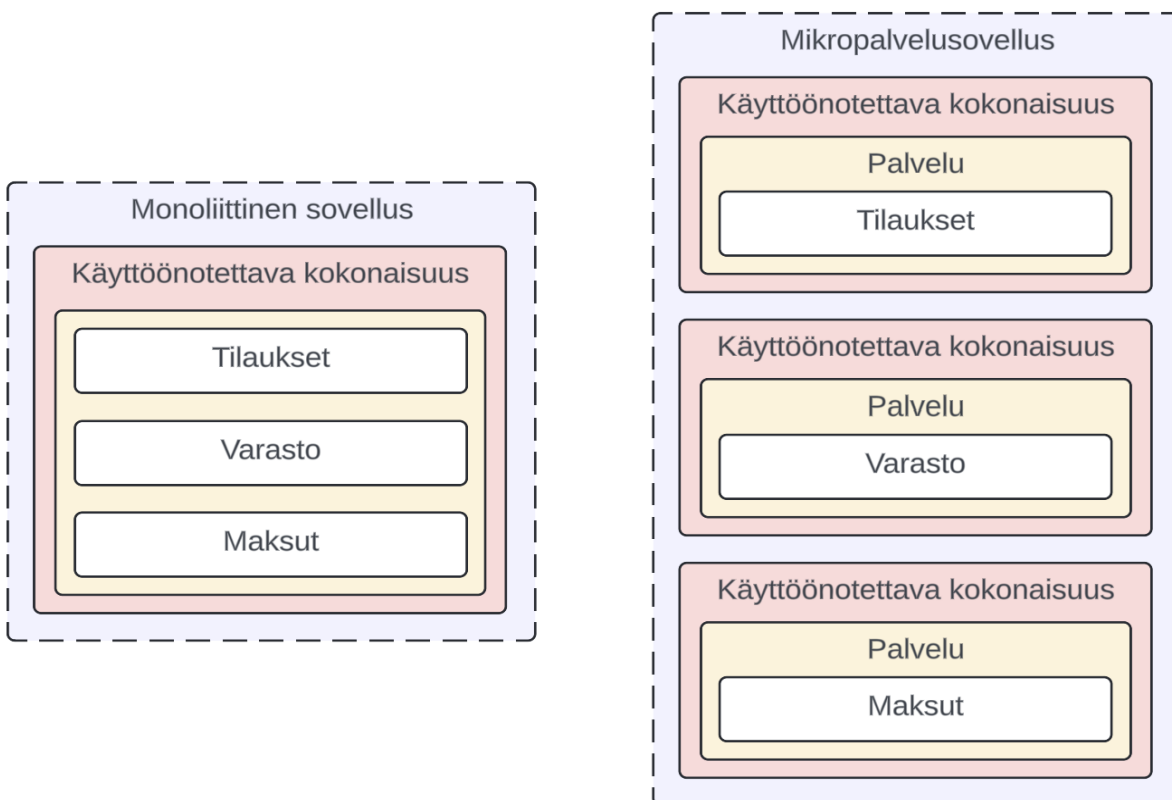 Monoliittinen sovellus
Käyttöönotettava kokonaisuus
Tilaukset
Varasto
Maksut
Mikropalvelusovellus
Käyttöönotettava kokonaisuus
Palvelu
Tilaukset
Käyttöönotettava kokonaisuus
Palvelu
Varasto
Käyttöönotettava kokonaisuus
Palvelu
Maksut